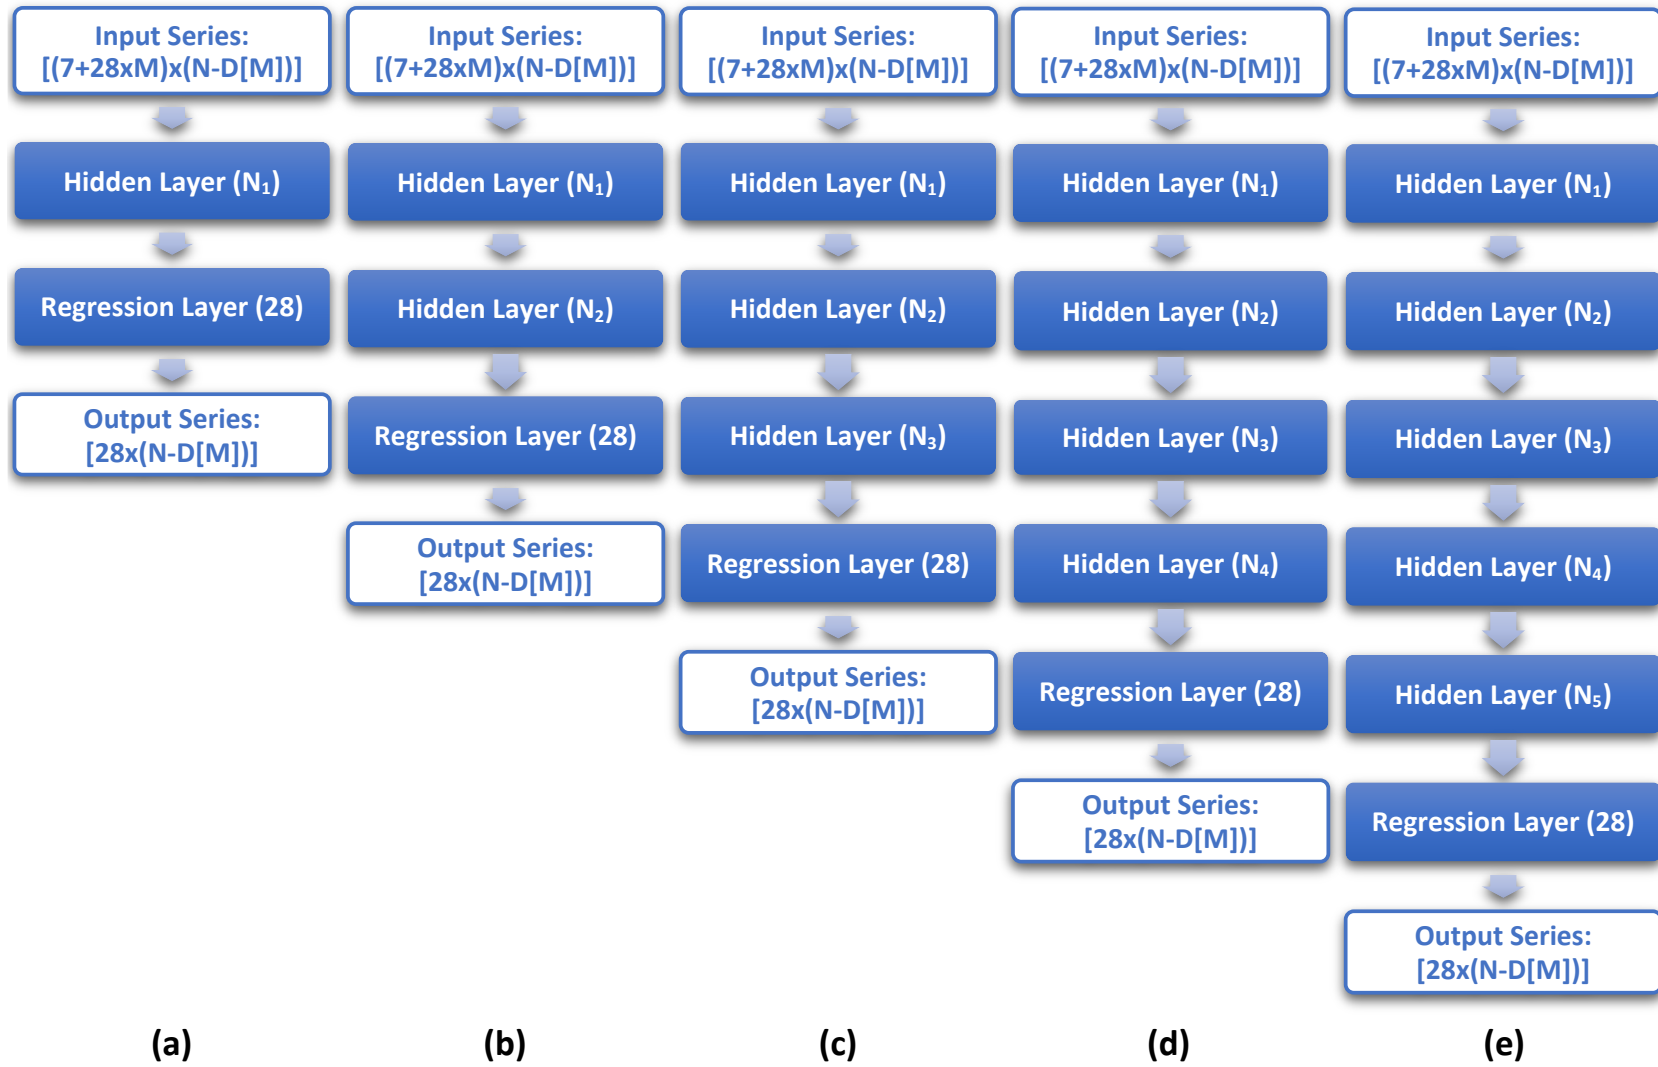 Input Series:
[(7+28xM)x(N-D[M])]
Hidden Layer (N₁)
Regression Layer (28)
Output Series:
[28x(N-D[M])]
(a)
Input Series:
[(7+28xM)x(N-D[M])]
Hidden Layer (N₁)
Hidden Layer (N₂)
Regression Layer (28)
Output Series:
[28x(N-D[M])]
(b)
Input Series:
[(7+28xM)x(N-D[M])]
Hidden Layer (N₁)
Hidden Layer (N₂)
Hidden Layer (N₃)
Regression Layer (28)
Output Series:
[28x(N-D[M])]
(c)
Input Series:
[(7+28xM)x(N-D[M])]
Hidden Layer (N₁)
Hidden Layer (N₂)
Hidden Layer (N₃)
Hidden Layer (N₄)
Regression Layer (28)
Output Series:
[28x(N-D[M])]
(d)
Input Series:
[(7+28xM)x(N-D[M])]
Hidden Layer (N₁)
Hidden Layer (N₂)
Hidden Layer (N₃)
Hidden Layer (N₄)
Hidden Layer (N₅)
Regression Layer (28)
Output Series:
[28x(N-D[M])]
(e)